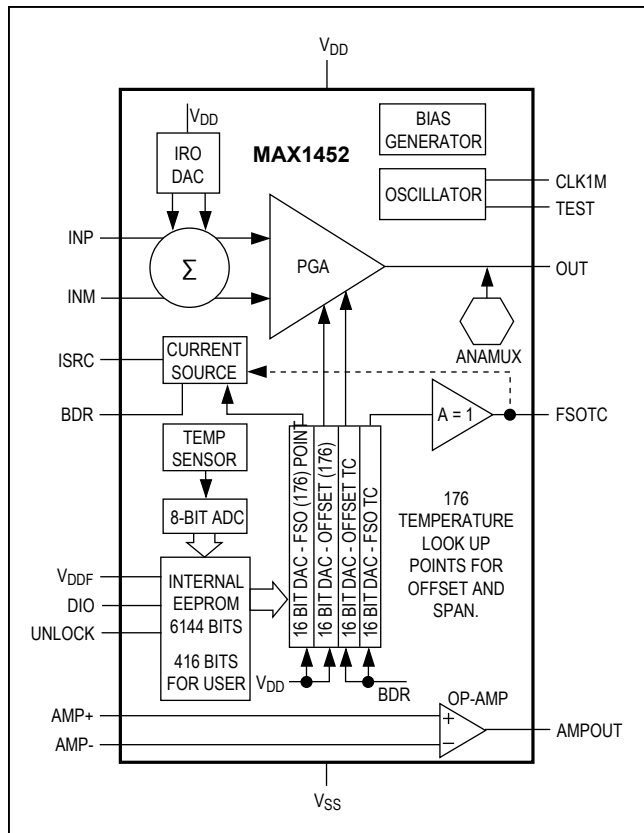 VDD
VDD
IRO
DAC
MAX1452
BIAS
GENERATOR
OSCILLATOR
CLK1M
TEST
INP
INM
Σ
PGA
OUT
ANAMUX
ISRC
CURRENT
SOURCE
BDR
A = 1
FSOTC
TEMP
SENSOR
8-BIT ADC
16 BIT DAC - FSO (176) POINT
16 BIT DAC - OFFSET (176)
16 BIT DAC - OFFSET TC
16 BIT DAC - FSO TC
176
TEMPERATURE
LOOK UP
POINTS FOR
OFFSET AND
SPAN.
VDDF
DIO
UNLOCK
INTERNAL
EEPROM
6144 BITS
416 BITS
FOR USER
VDD
BDR
OP-AMP
AMP+
AMP-
+
−
AMPOUT
VSS